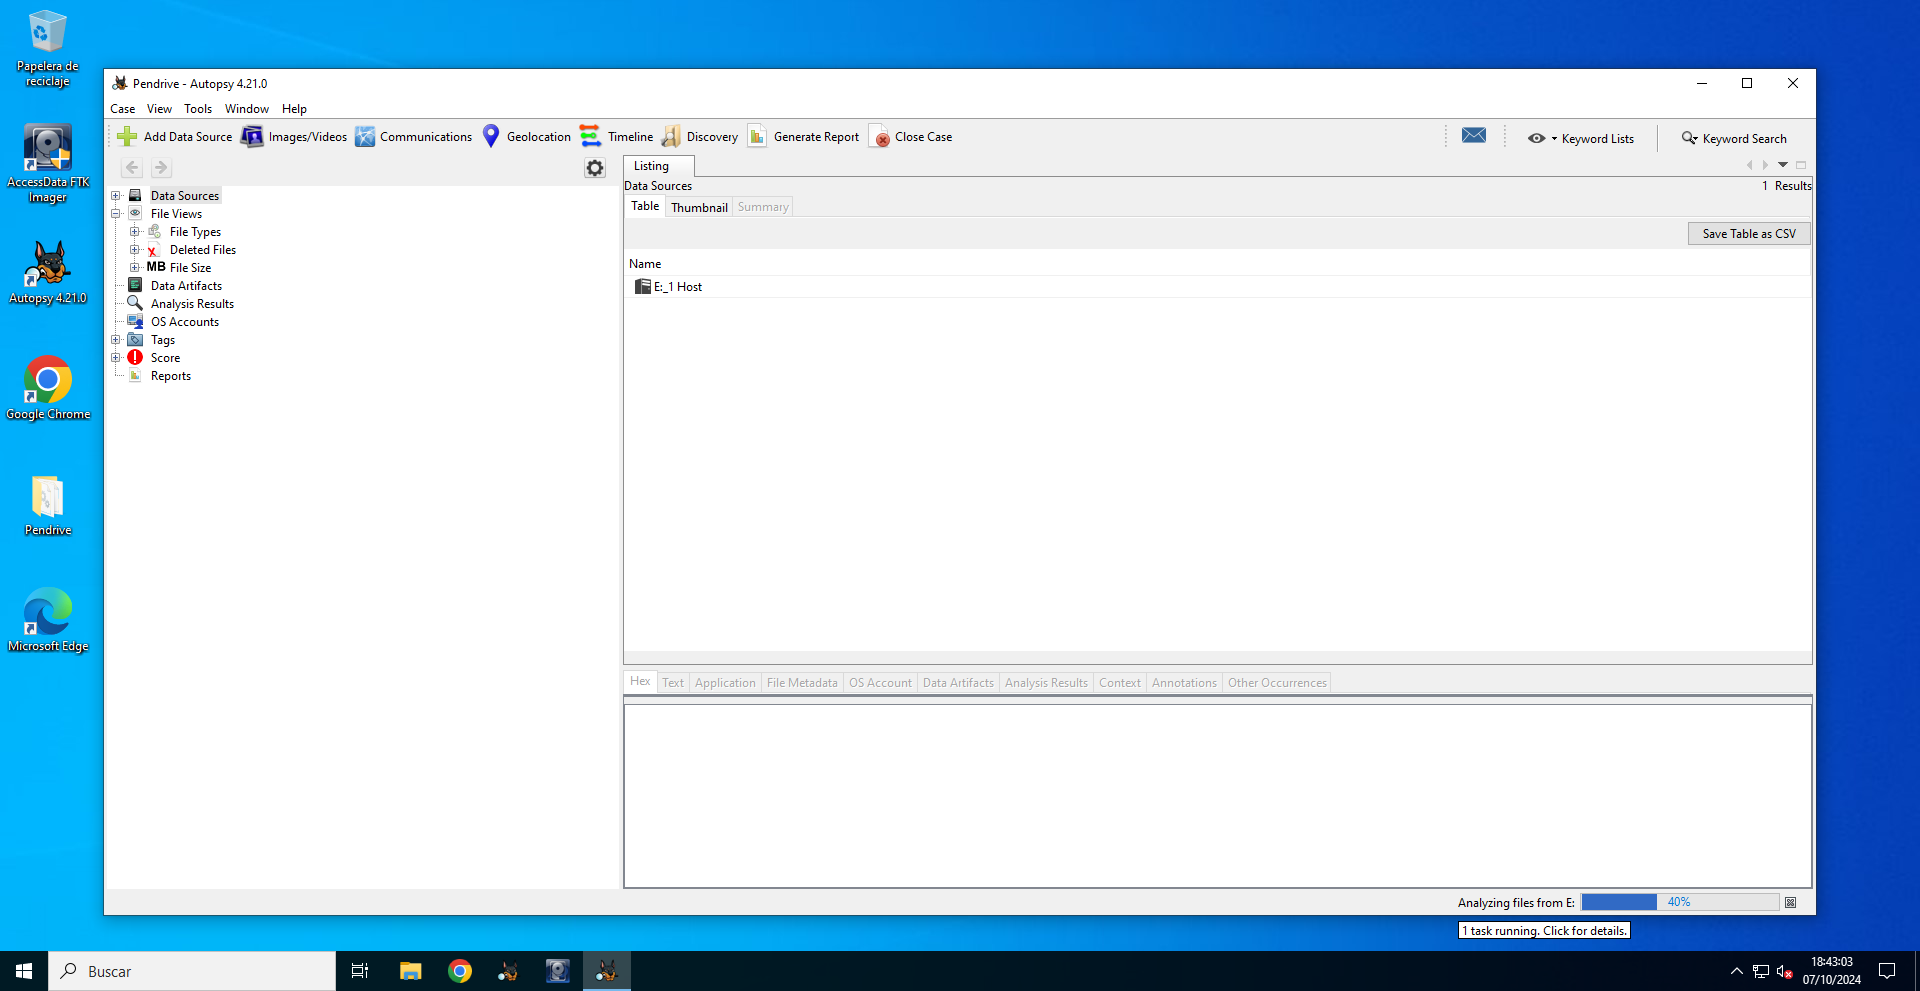 Papelera de
reciclaje
AccessData FTK
Imager
Autopsy 4.21.0
Google Chrome
Pendrive
Microsoft Edge
Pendrive - Autopsy 4.21.0
Case View Tools Window Help
Add Data Source Images/Videos Communications Geolocation Timeline Discovery Generate Report Close Case Keyword Lists Keyword Search
Data Sources
File Views
File Types
Deleted Files
MB File Size
Data Artifacts
Analysis Results
OS Accounts
Tags
Score
Reports
Listing
Data Sources 1 Results
Table Thumbnail Summary
Save Table as CSV
Name
E:_1 Host
Hex Text Application File Metadata OS Account Data Artifacts Analysis Results Context Annotations Other Occurrences
Analyzing files from E: 40%
1 task running. Click for details.
Buscar
18:43:03
07/10/2024